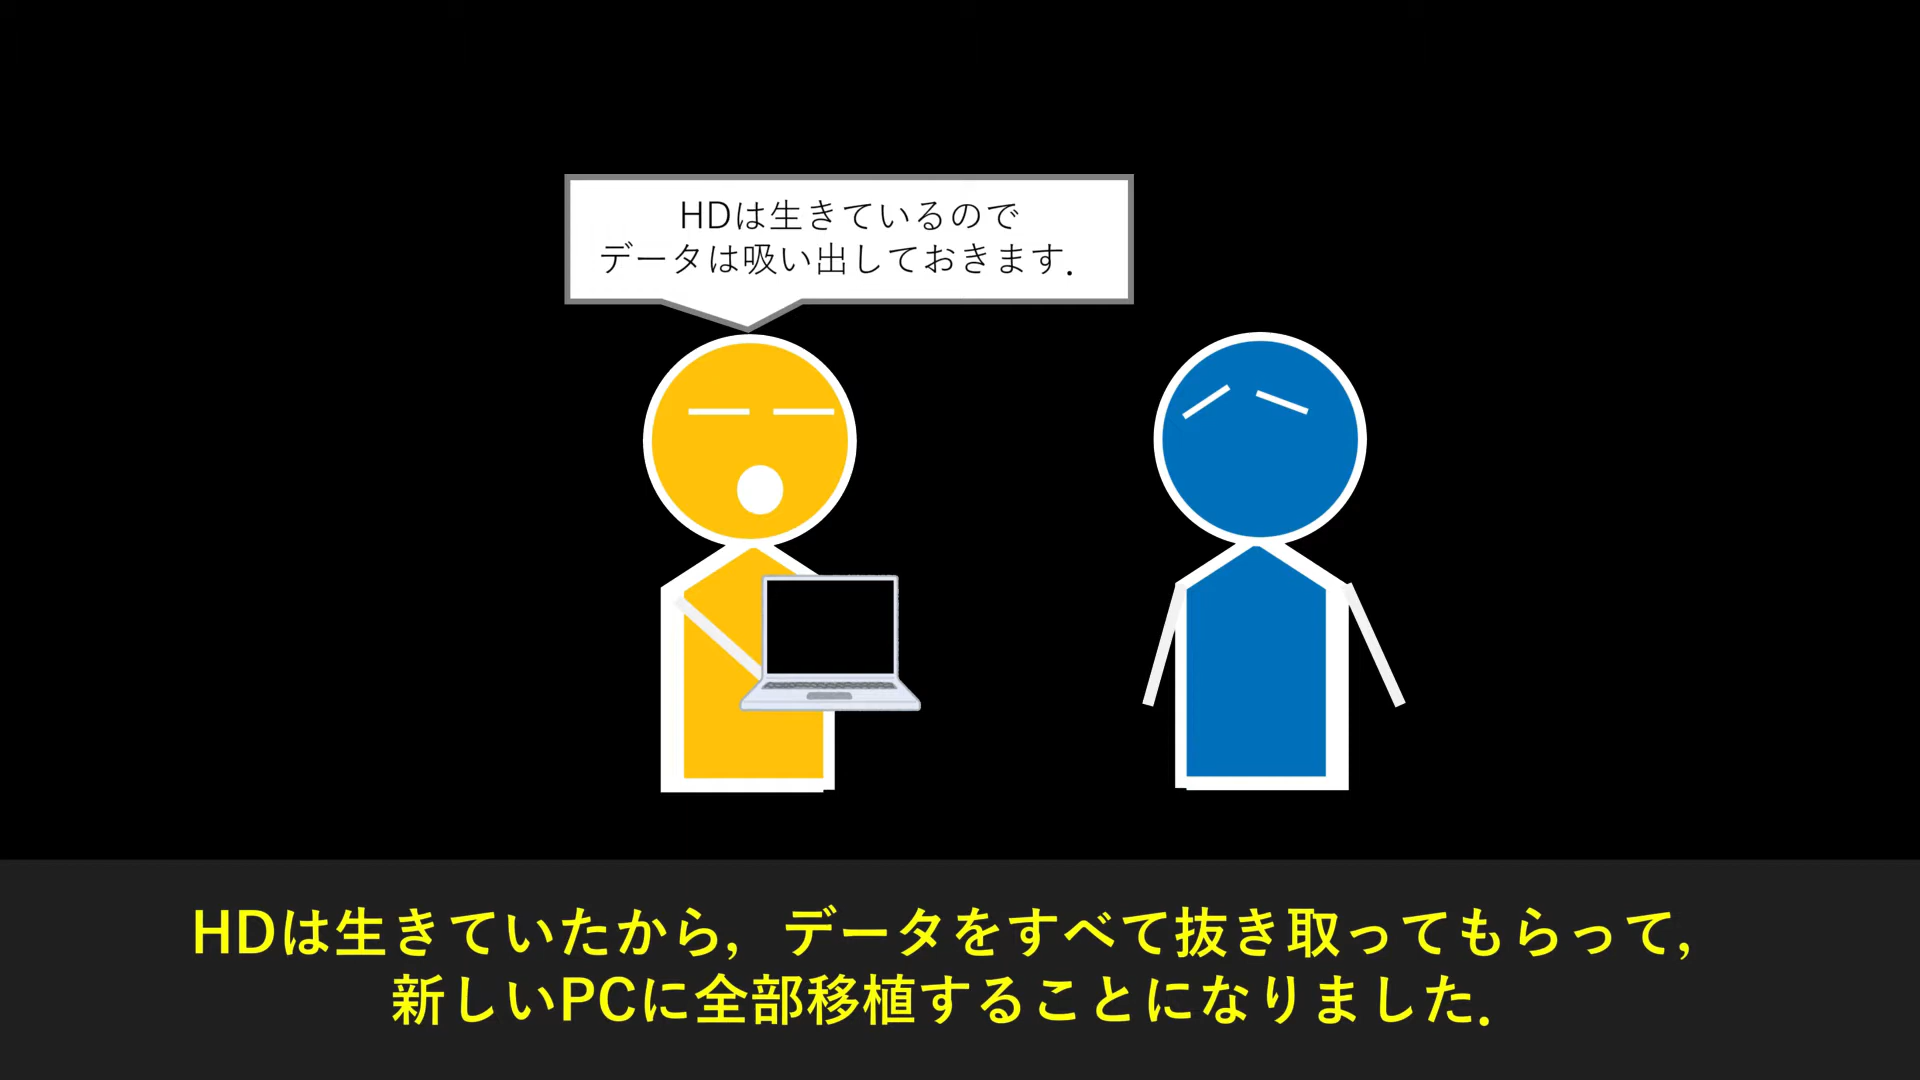 HDは生きているので
データは吸い出しておきます．
HDは生きていたから，データをすべて抜き取ってもらって，
新しいPCに全部移植することになりました．